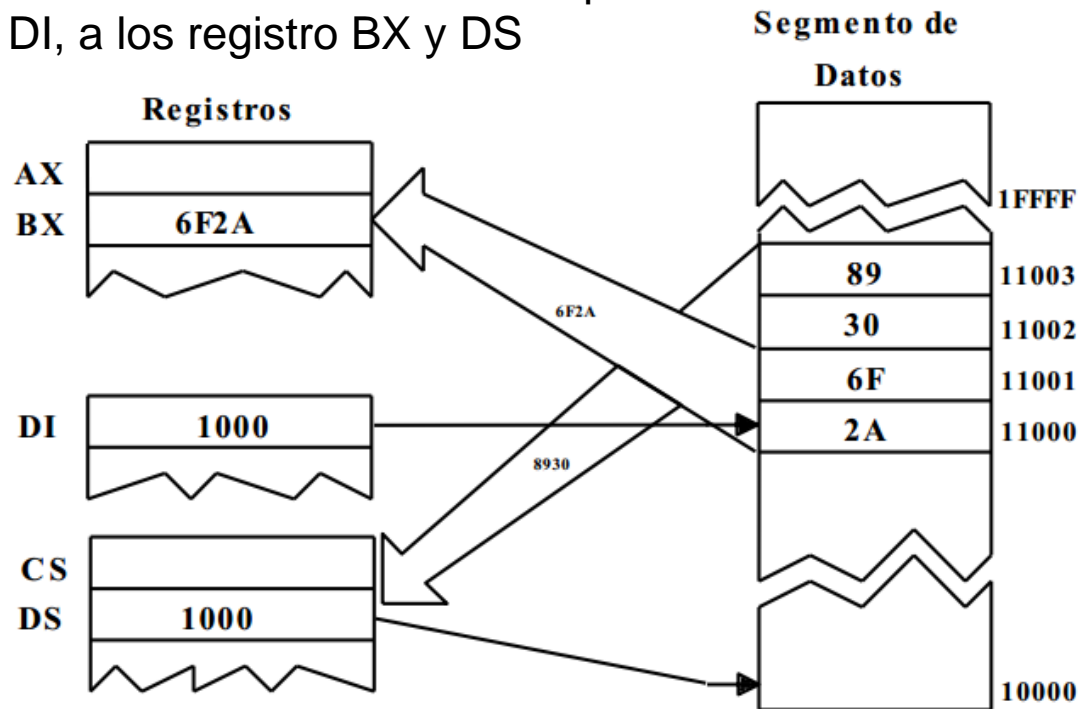 DI, a los registro BX y DS
Segmento de
Datos
Registros
AX
BX 6F2A
1FFFF
89 11003
30 11002
6F2A
6F 11001
DI 1000
2A 11000
8930
CS
DS 1000
10000